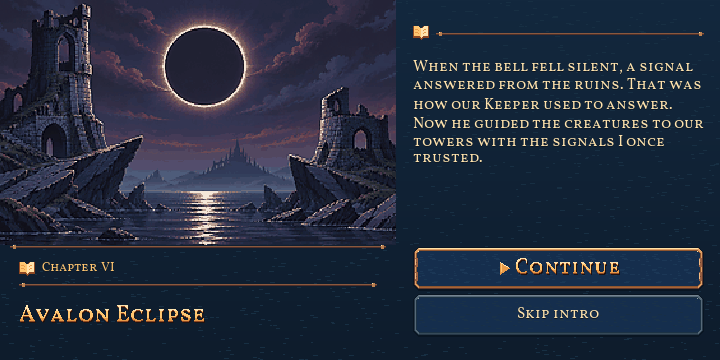 Chapter VI
Avalon Eclipse
When the bell fell silent, a signal
answered from the ruins. That was
how our Keeper used to answer.
Now he guided the creatures to our
towers with the signals I once
trusted.
Continue
Skip intro